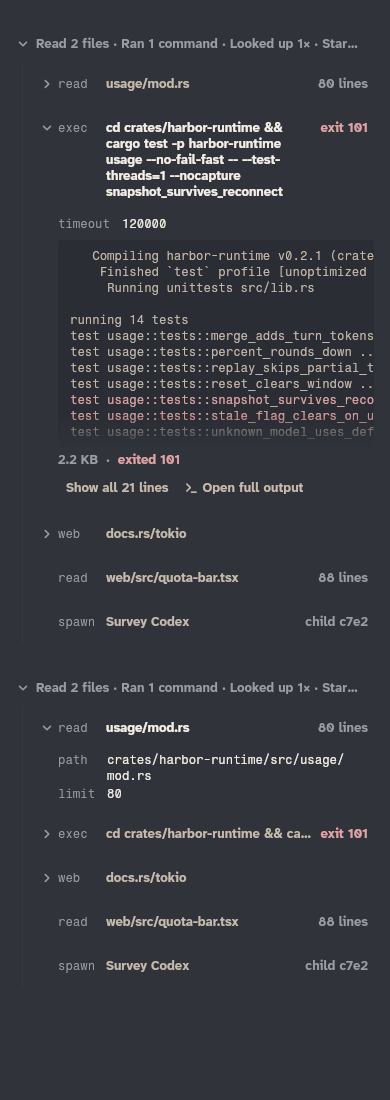 Read 2 files · Ran 1 command · Looked up 1× · Star…
read usage/mod.rs 80 lines
exec cd crates/harbor-runtime && exit 101
cargo test -p harbor-runtime
usage --no-fail-fast -- --test-
threads=1 --nocapture
snapshot_survives_reconnect
timeout 120000
Compiling harbor-runtime v0.2.1 (crate
Finished `test` profile [unoptimized
Running unittests src/lib.rs
running 14 tests
test usage::tests::merge_adds_turn_tokens
test usage::tests::percent_rounds_down ..
test usage::tests::replay_skips_partial_t
test usage::tests::reset_clears_window ..
test usage::tests::snapshot_survives_reco
test usage::tests::stale_flag_clears_on_u
test usage::tests::unknown_model_uses_def
2.2 KB · exited 101
Show all 21 lines >_ Open full output
web docs.rs/tokio
read web/src/quota-bar.tsx 88 lines
spawn Survey Codex child c7e2
Read 2 files · Ran 1 command · Looked up 1× · Star…
read usage/mod.rs 80 lines
path crates/harbor-runtime/src/usage/
mod.rs
limit 80
exec cd crates/harbor-runtime && ca… exit 101
web docs.rs/tokio
read web/src/quota-bar.tsx 88 lines
spawn Survey Codex child c7e2